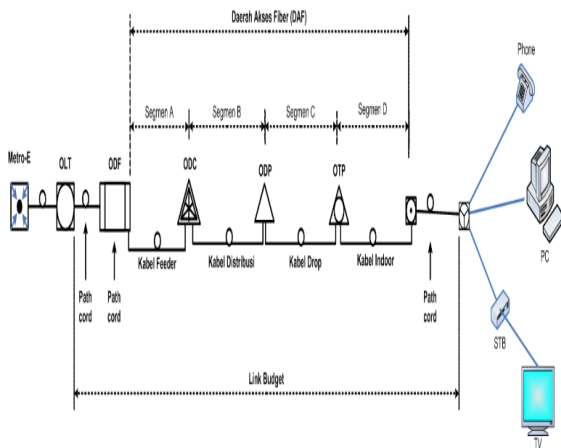 Daerah Akses Fiber (DAF)
Segmen A
Segmen B
Segmen C
Segmen D
Metro-E
OLT
ODF
ODC
ODP
OTP
Kabel Feeder
Kabel Distribusi
Kabel Drop
Kabel Indoor
Path cord
Path cord
Path cord
Link Budget
Phone
PC
STB
TV